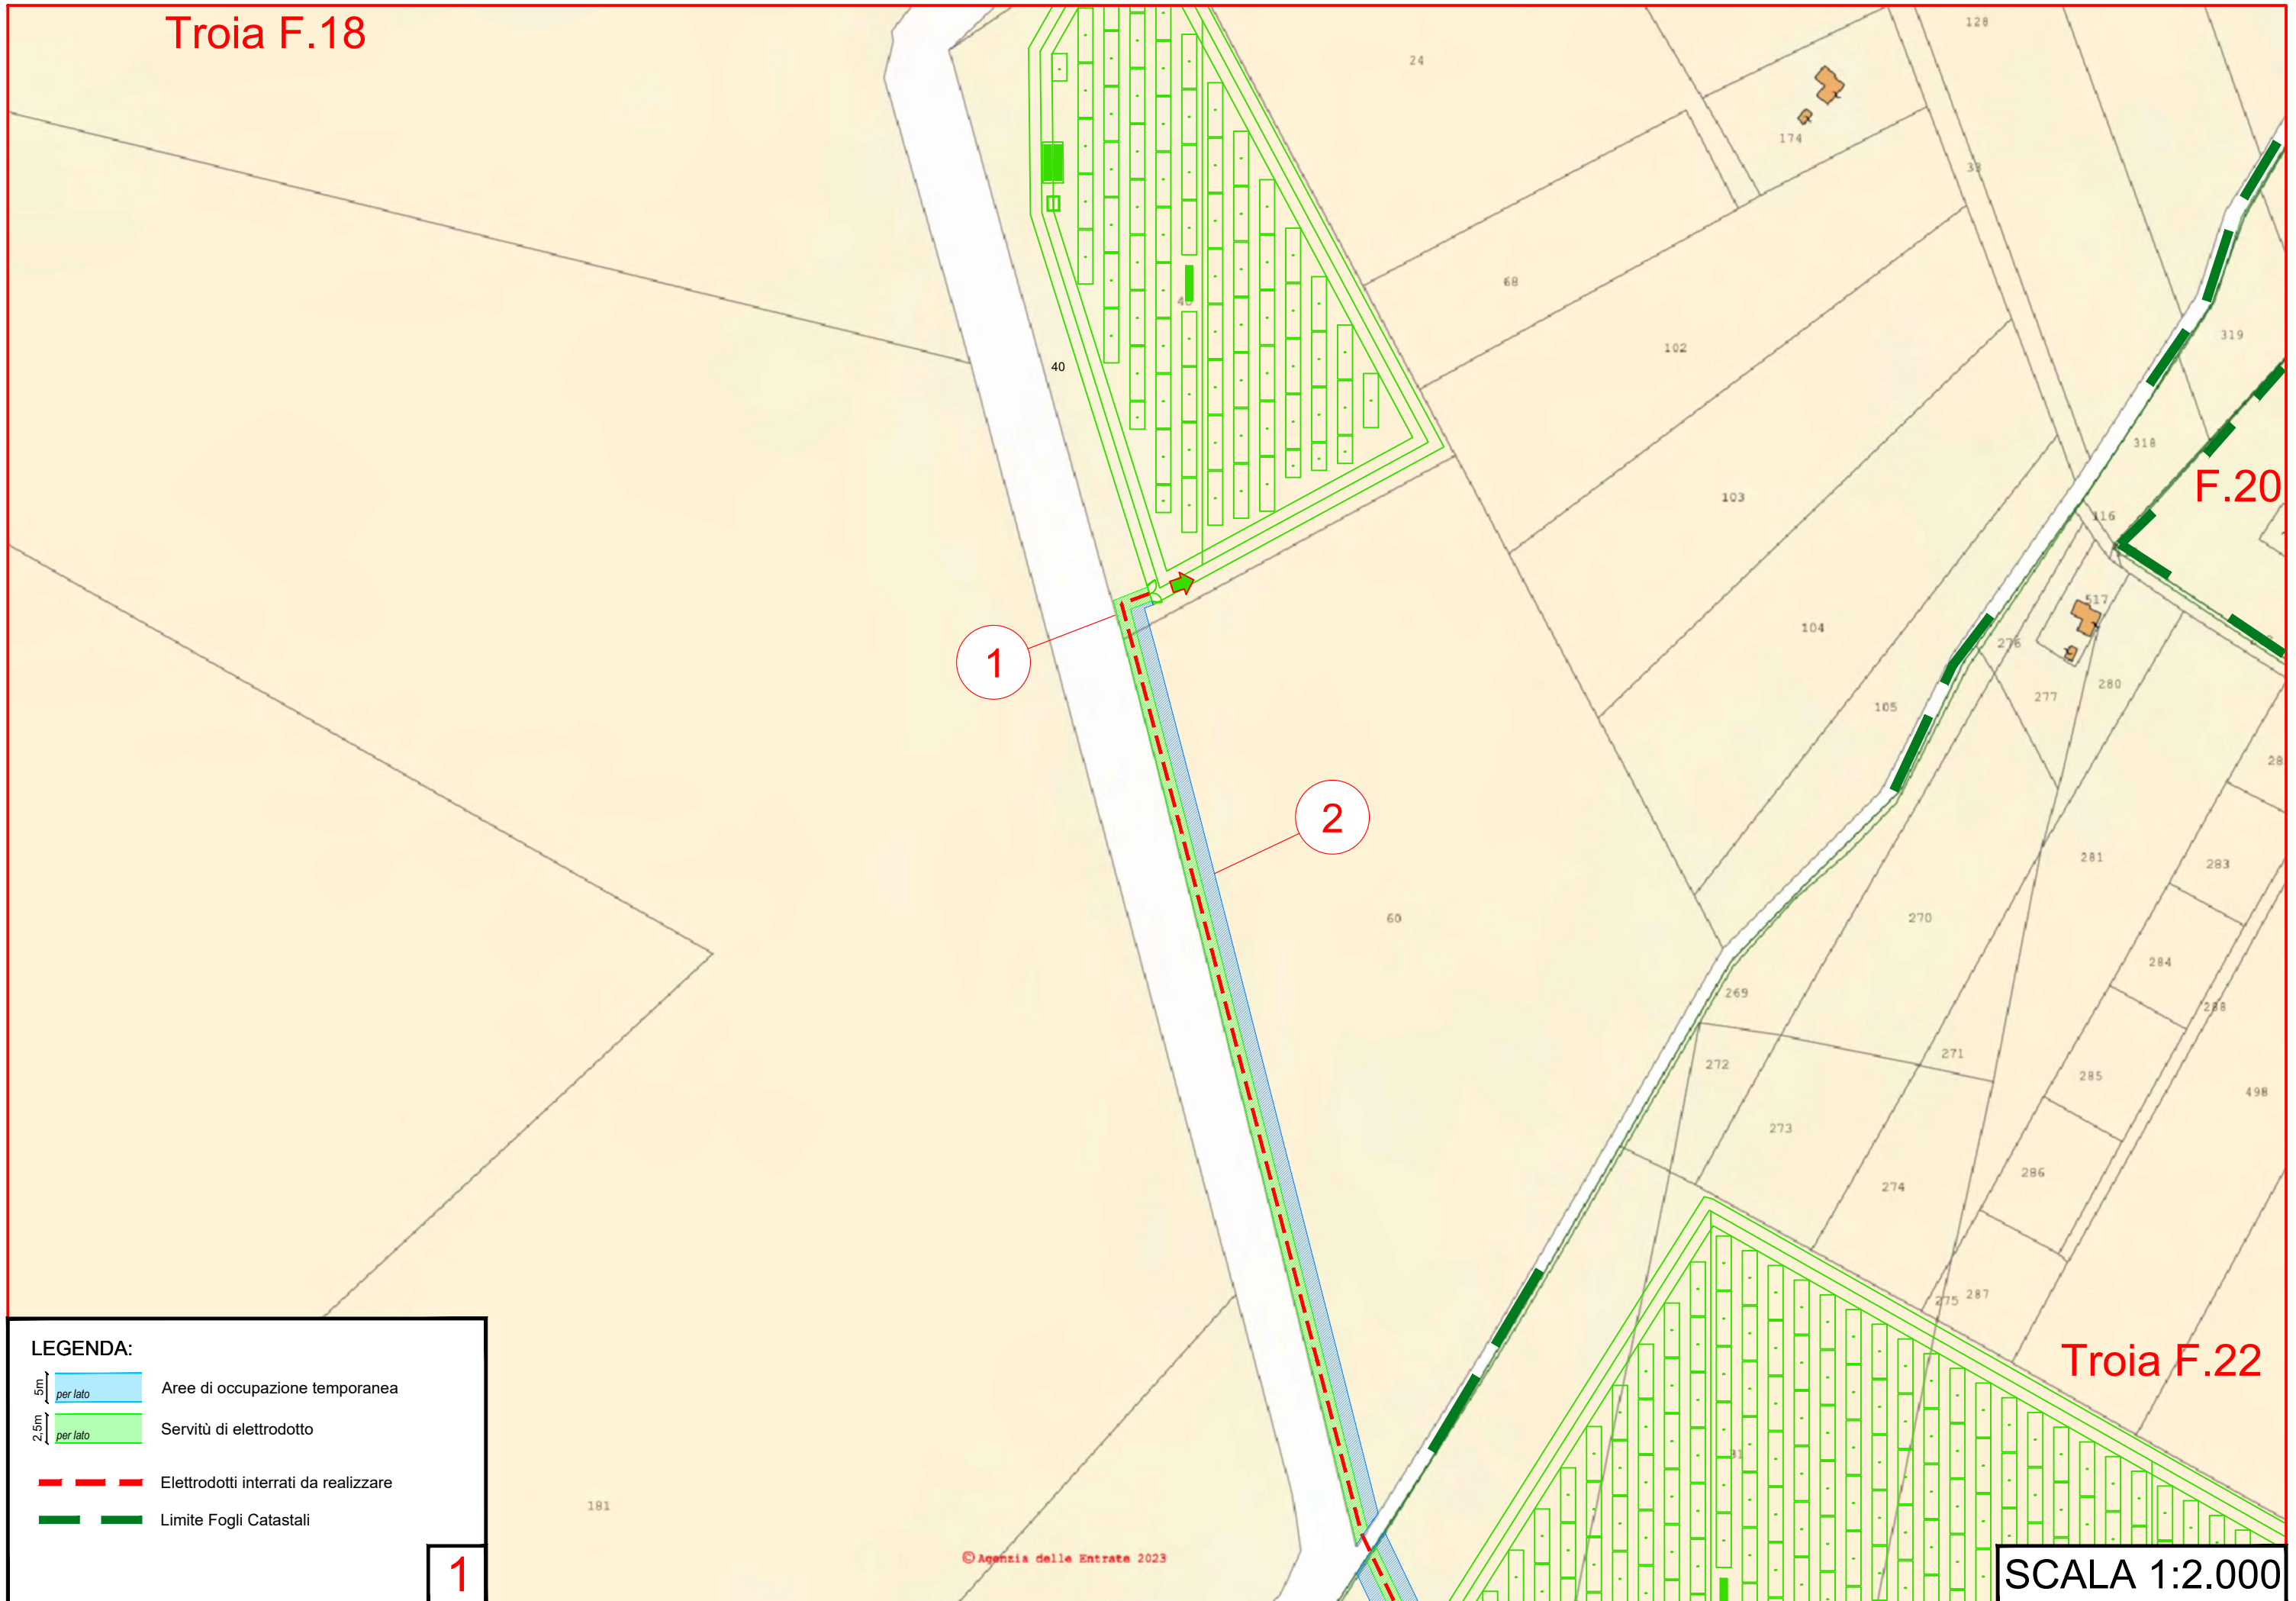 Troia F.18
128
24
174
33
68
319
102
40
318
103
F.20
116
517
104
276
1
280
277
105
2
281
283
60
270
284
269
288
271
272
285
498
273
286
274
275
287
Troia F.22
LEGENDA:
5m
per lato
Aree di occupazione temporanea
2,5m
per lato
Servitù di elettrodotto
Elettrodotti interrati da realizzare
181
Limite Fogli Catastali
© Agenzia delle Entrate 2023
1
SCALA 1:2.000